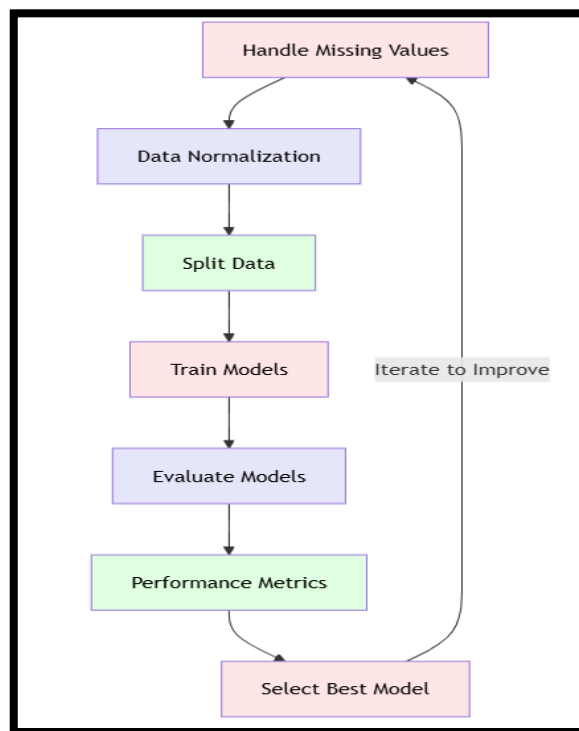 Handle Missing Values
Data Normalization
Split Data
Train Models
Iterate to Improve
Evaluate Models
Performance Metrics
Select Best Model